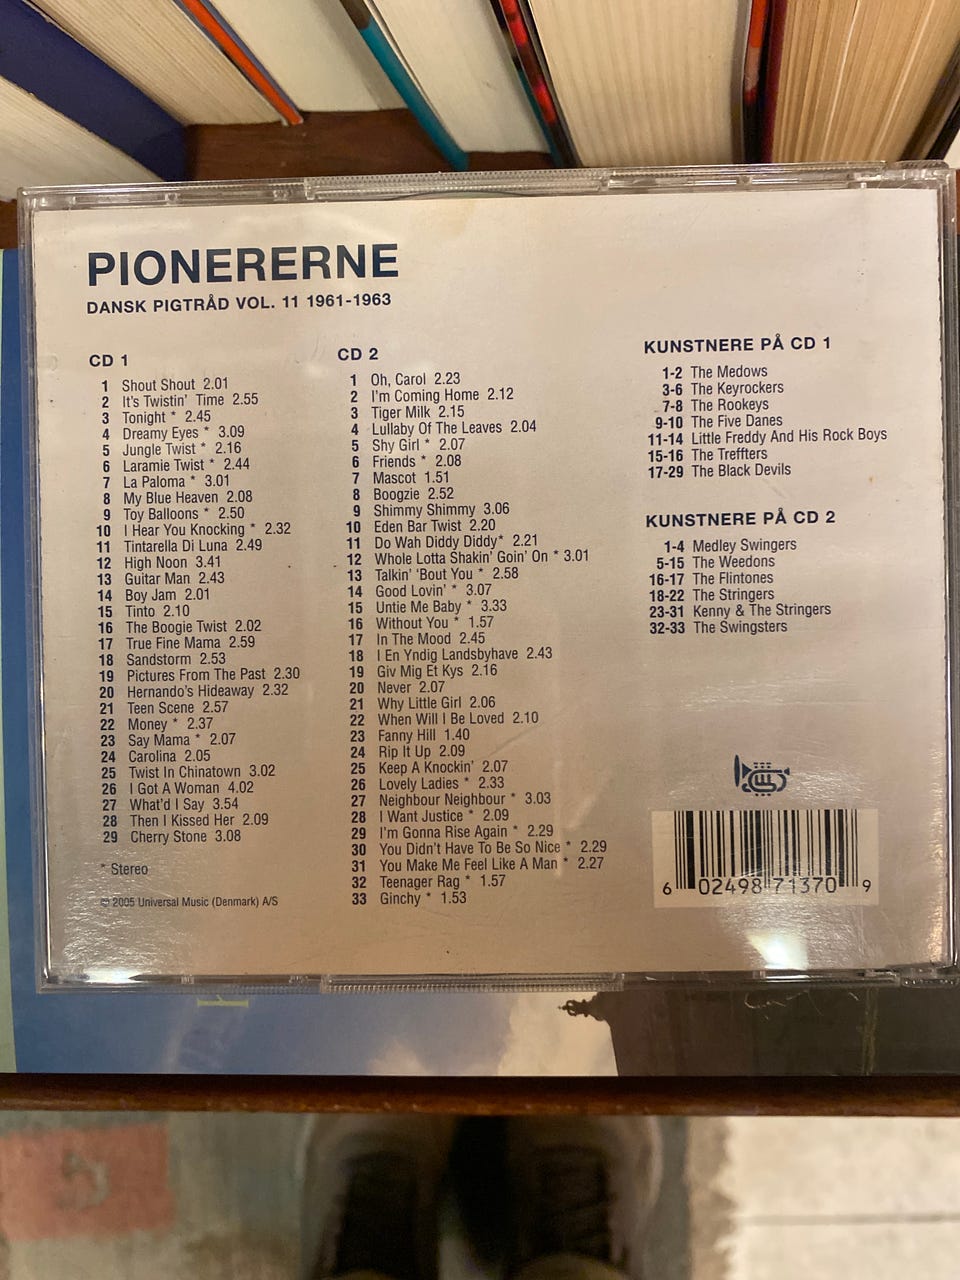 PIONERERNE
DANSK PIGTRÅD VOL. 11 1961-1963
CD 1
1 Shout Shout 2.01
2 It's Twistin' Time 2.55
3 Tonight * 2.45
4 Dreamy Eyes * 3.09
5 Jungle Twist * 2.16
6 Laramie Twist * 2.44
7 La Paloma * 3.01
8 My Blue Heaven 2.08
9 Toy Balloons * 2.50
10 I Hear You Knocking * 2.32
11 Tintarella Di Luna 2.49
12 High Noon 3.41
13 Guitar Man 2.43
14 Boy Jam 2.01
15 Tinto 2.10
16 The Boogie Twist 2.02
17 True Fine Mama 2.59
18 Sandstorm 2.53
19 Pictures From The Past 2.30
20 Hernando's Hideaway 2.32
21 Teen Scene 2.57
22 Money * 2.37
23 Say Mama * 2.07
24 Carolina 2.05
25 Twist In Chinatown 3.02
26 I Got A Woman 4.02
27 What'd I Say 3.54
28 Then I Kissed Her 2.09
29 Cherry Stone 3.08
* Stereo
℗ 2005 Universal Music (Denmark) A/S
CD 2
1 Oh, Carol 2.23
2 I'm Coming Home 2.12
3 Tiger Milk 2.15
4 Lullaby Of The Leaves 2.04
5 Shy Girl * 2.07
6 Friends * 2.08
7 Mascot 1.51
8 Boogzie 2.52
9 Shimmy Shimmy 3.06
10 Eden Bar Twist 2.20
11 Do Wah Diddy Diddy* 2.21
12 Whole Lotta Shakin' Goin' On * 3.01
13 Talkin' 'Bout You * 2.58
14 Good Lovin' * 3.07
15 Untie Me Baby * 3.33
16 Without You * 1.57
17 In The Mood 2.45
18 I En Yndig Landsbyhave 2.43
19 Giv Mig Et Kys 2.16
20 Never 2.07
21 Why Little Girl 2.06
22 When Will I Be Loved 2.10
23 Fanny Hill 1.40
24 Rip It Up 2.09
25 Keep A Knockin' 2.07
26 Lovely Ladies * 2.33
27 Neighbour Neighbour * 3.03
28 I Want Justice * 2.09
29 I'm Gonna Rise Again * 2.29
30 You Didn't Have To Be So Nice * 2.29
31 You Make Me Feel Like A Man * 2.27
32 Teenager Rag * 1.57
33 Ginchy * 1.53
KUNSTNERE PÅ CD 1
1-2 The Medows
3-6 The Keyrockers
7-8 The Rookeys
9-10 The Five Danes
11-14 Little Freddy And His Rock Boys
15-16 The Treffters
17-29 The Black Devils
KUNSTNERE PÅ CD 2
1-4 Medley Swingers
5-15 The Weedons
16-17 The Flintones
18-22 The Stringers
23-31 Kenny & The Stringers
32-33 The Swingsters
6 02498 71370 9